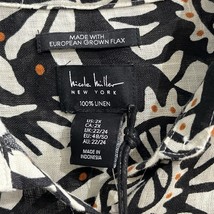 MADE WITH
EUROPEAN GROWN FLAX
nicole miller
NEW YORK
100% LINEN
US: 2X
CA: 2X
UK: 22/24
EU: 48/50
AU: 22/24
MADE IN
INDONESIA